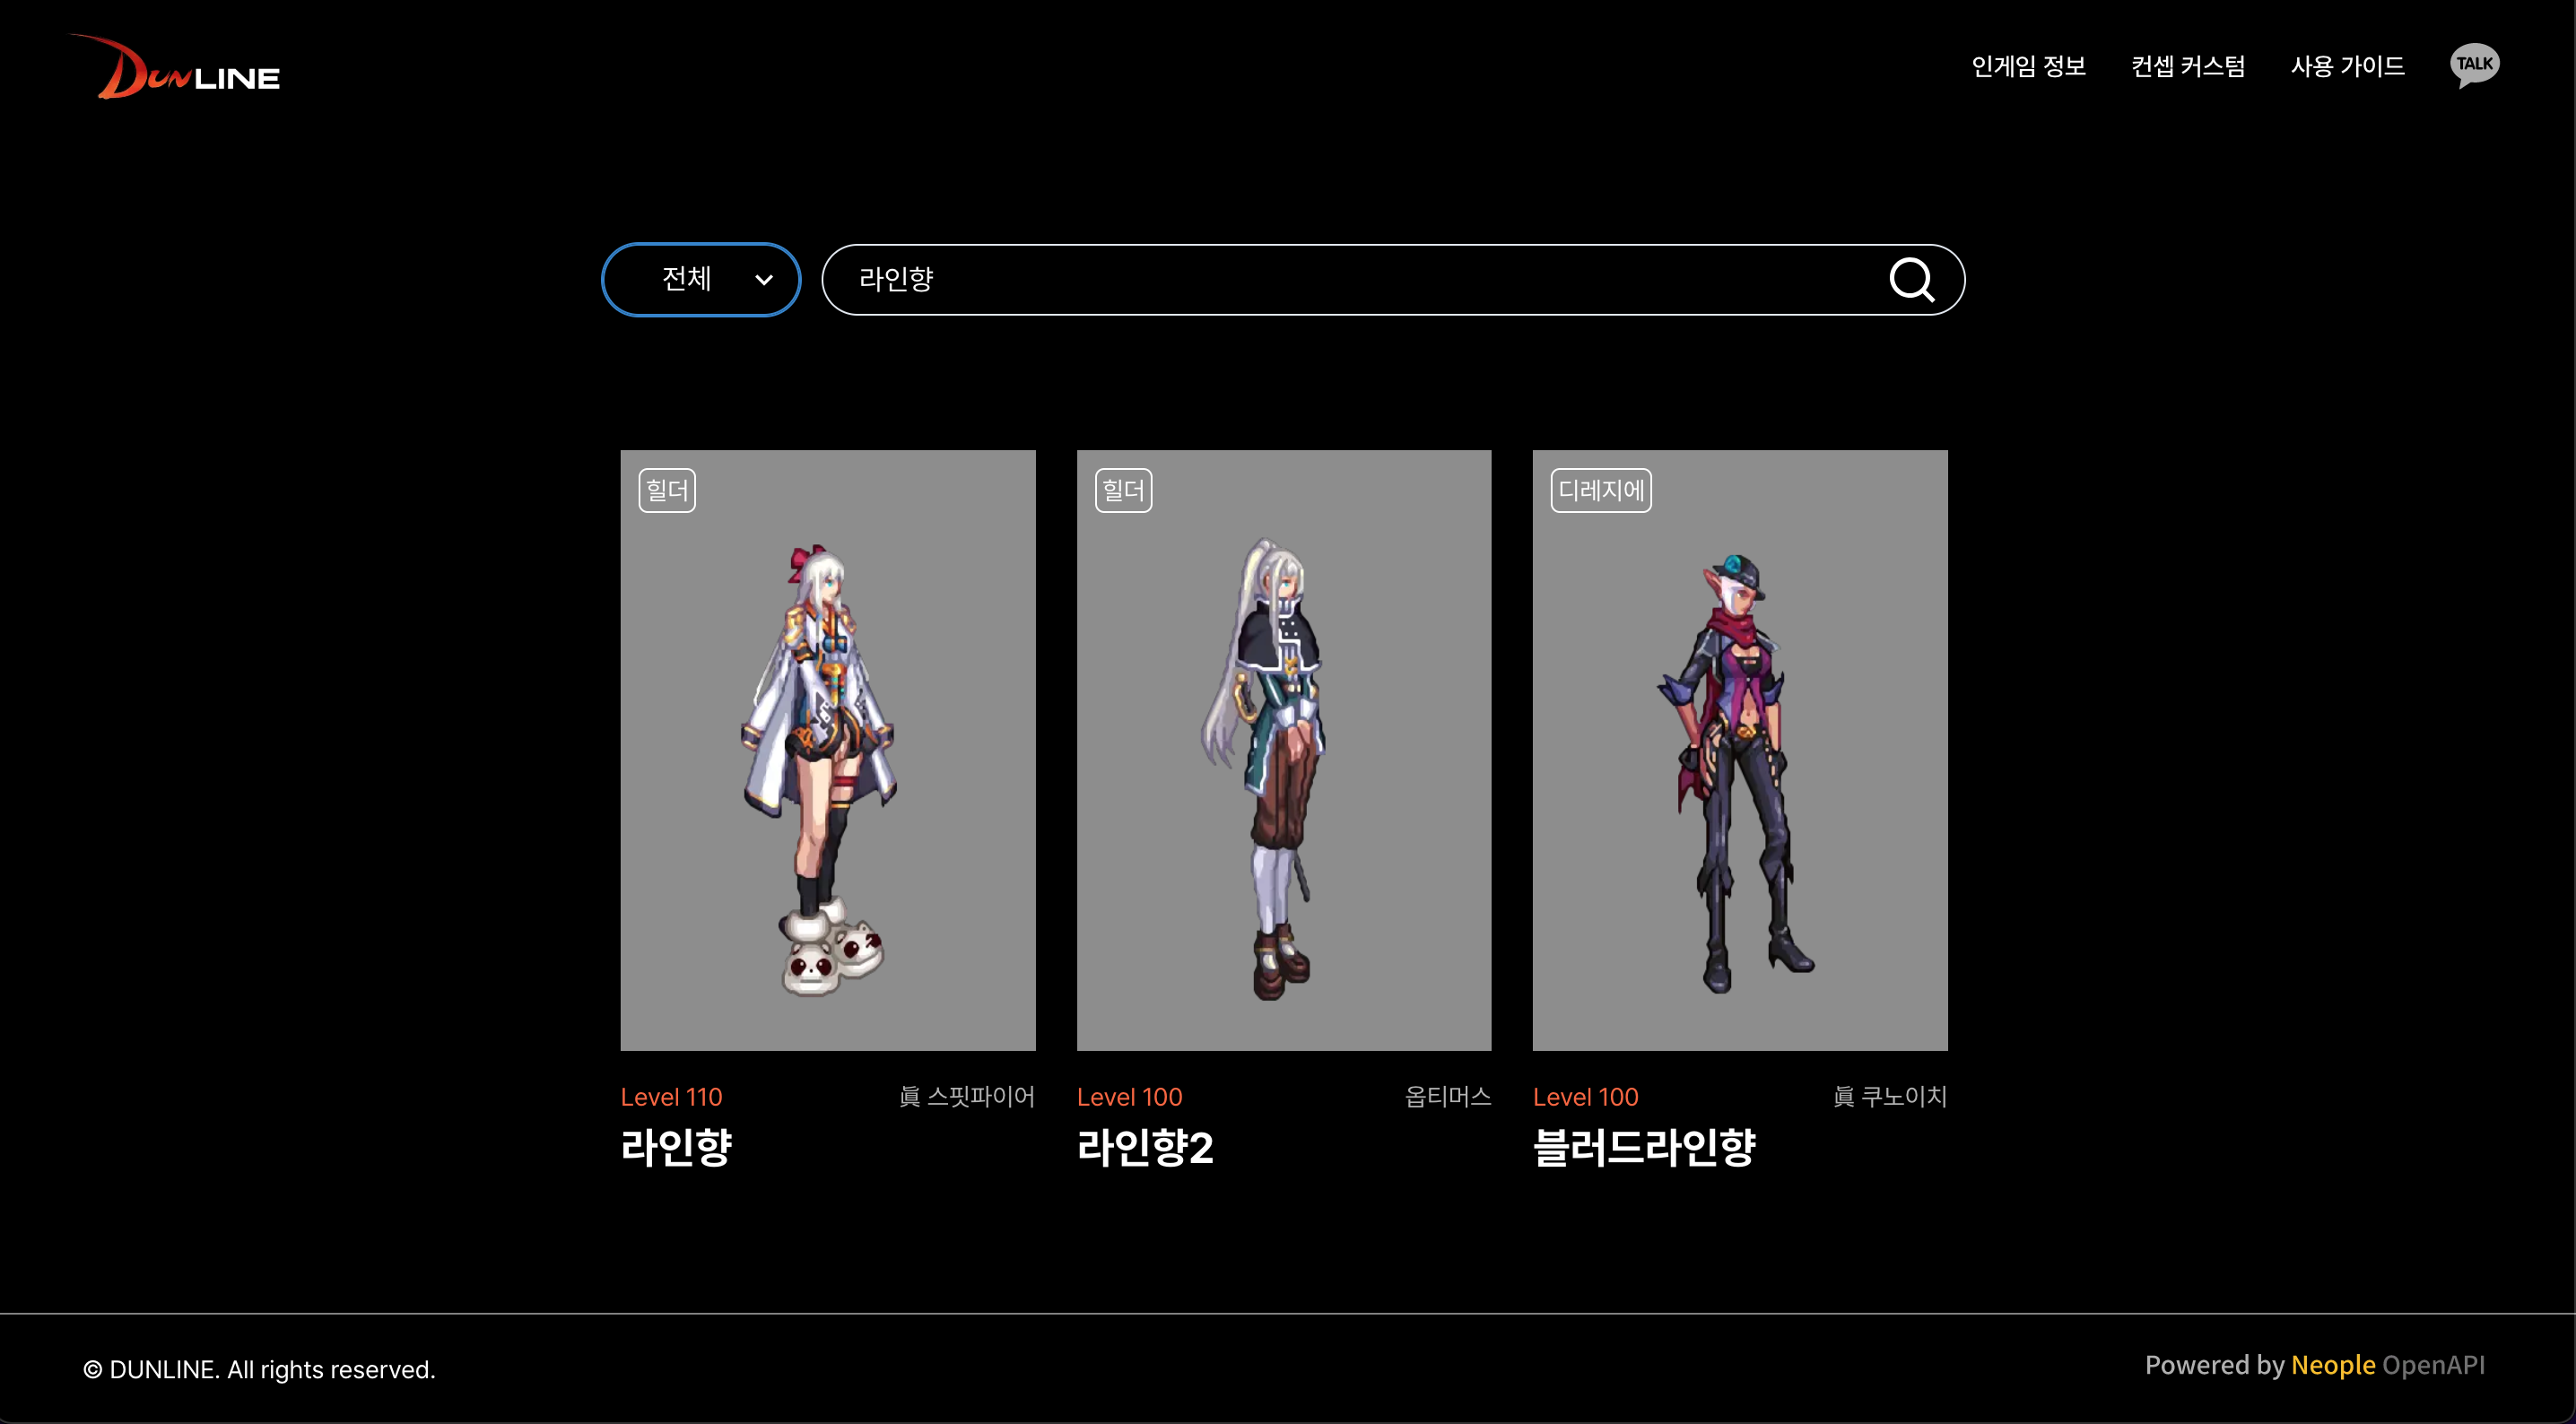 DUNLINE
인게임 정보
컨셉 커스텀
사용 가이드
TALK
전체
라인향
힐더
힐더
디레지에
Level 110
眞 스핏파이어
라인향
Level 100
옵티머스
라인향2
Level 100
眞 쿠노이치
블러드라인향
© DUNLINE. All rights reserved.
Powered by Neople OpenAPI